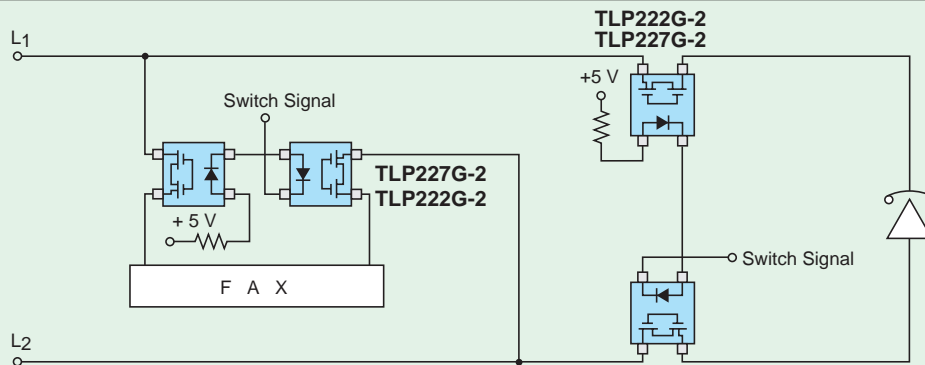 TLP222G-2
TLP227G-2
L1
+5 V
Switch Signal
TLP227G-2
TLP222G-2
+ 5 V
F A X
Switch Signal
L2